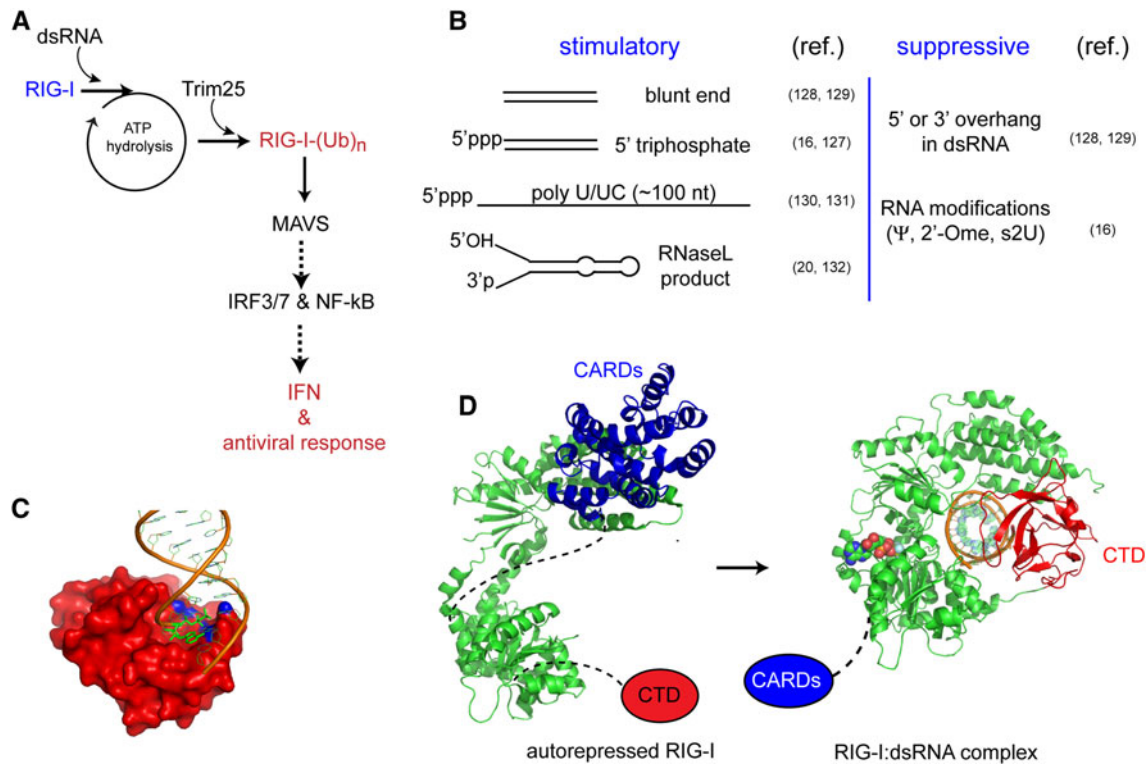 A
dsRNA
RIG-I
ATP
hydrolysis
Trim25
RIG-I-(Ub)n
MAVS
IRF3/7 & NF-kB
IFN
&
antiviral response
B
stimulatory (ref.) suppressive (ref.)
blunt end (128, 129)
5'ppp 5' triphosphate (16, 127)
5'ppp poly U/UC (~100 nt) (130, 131)
5'OH
3'p
RNaseL
product
(20, 132)
5' or 3' overhang
in dsRNA
(128, 129)
RNA modifications
(Ψ, 2'-Ome, s2U)
(16)
C
D
CARDs
CTD
autorepressed RIG-I
CTD
CARDs
RIG-I:dsRNA complex